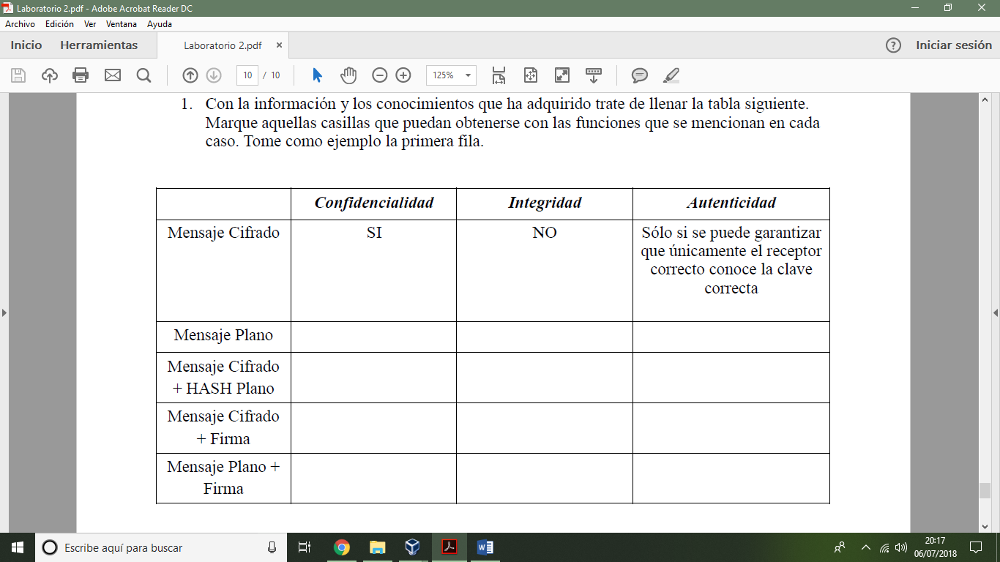 Laboratorio 2.pdf - Adobe Acrobat Reader DC
Archivo Edición Ver Ventana Ayuda
Inicio Herramientas Laboratorio 2.pdf × Iniciar sesión
10 / 10 125%
1. Con la información y los conocimientos que ha adquirido trate de llenar la tabla siguiente.
Marque aquellas casillas que puedan obtenerse con las funciones que se mencionan en cada
caso. Tome como ejemplo la primera fila.
Confidencialidad Integridad Autenticidad
Mensaje Cifrado SI NO Sólo si se puede garantizar
que únicamente el receptor
correcto conoce la clave
correcta
Mensaje Plano
Mensaje Cifrado
+ HASH Plano
Mensaje Cifrado
+ Firma
Mensaje Plano +
Firma
Escribe aquí para buscar
20:17
06/07/2018